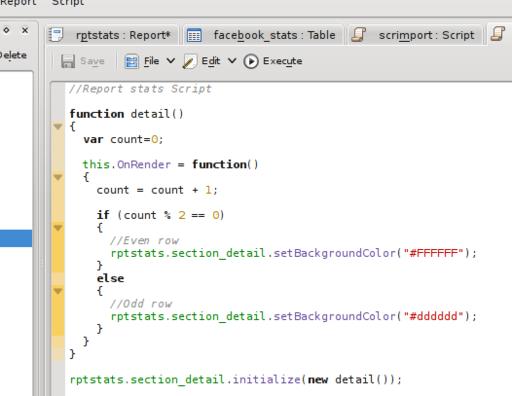 Report Script
Delete
rptstats : Report* facebook_stats : Table scrimport : Script
Save File Edit Execute
//Report stats Script
function detail()
{
var count=0;
this.OnRender = function()
{
count = count + 1;
if (count % 2 == 0)
{
//Even row
rptstats.section_detail.setBackgroundColor("#FFFFFF");
}
else
{
//Odd row
rptstats.section_detail.setBackgroundColor("#dddddd");
}
}
}
rptstats.section_detail.initialize(new detail());